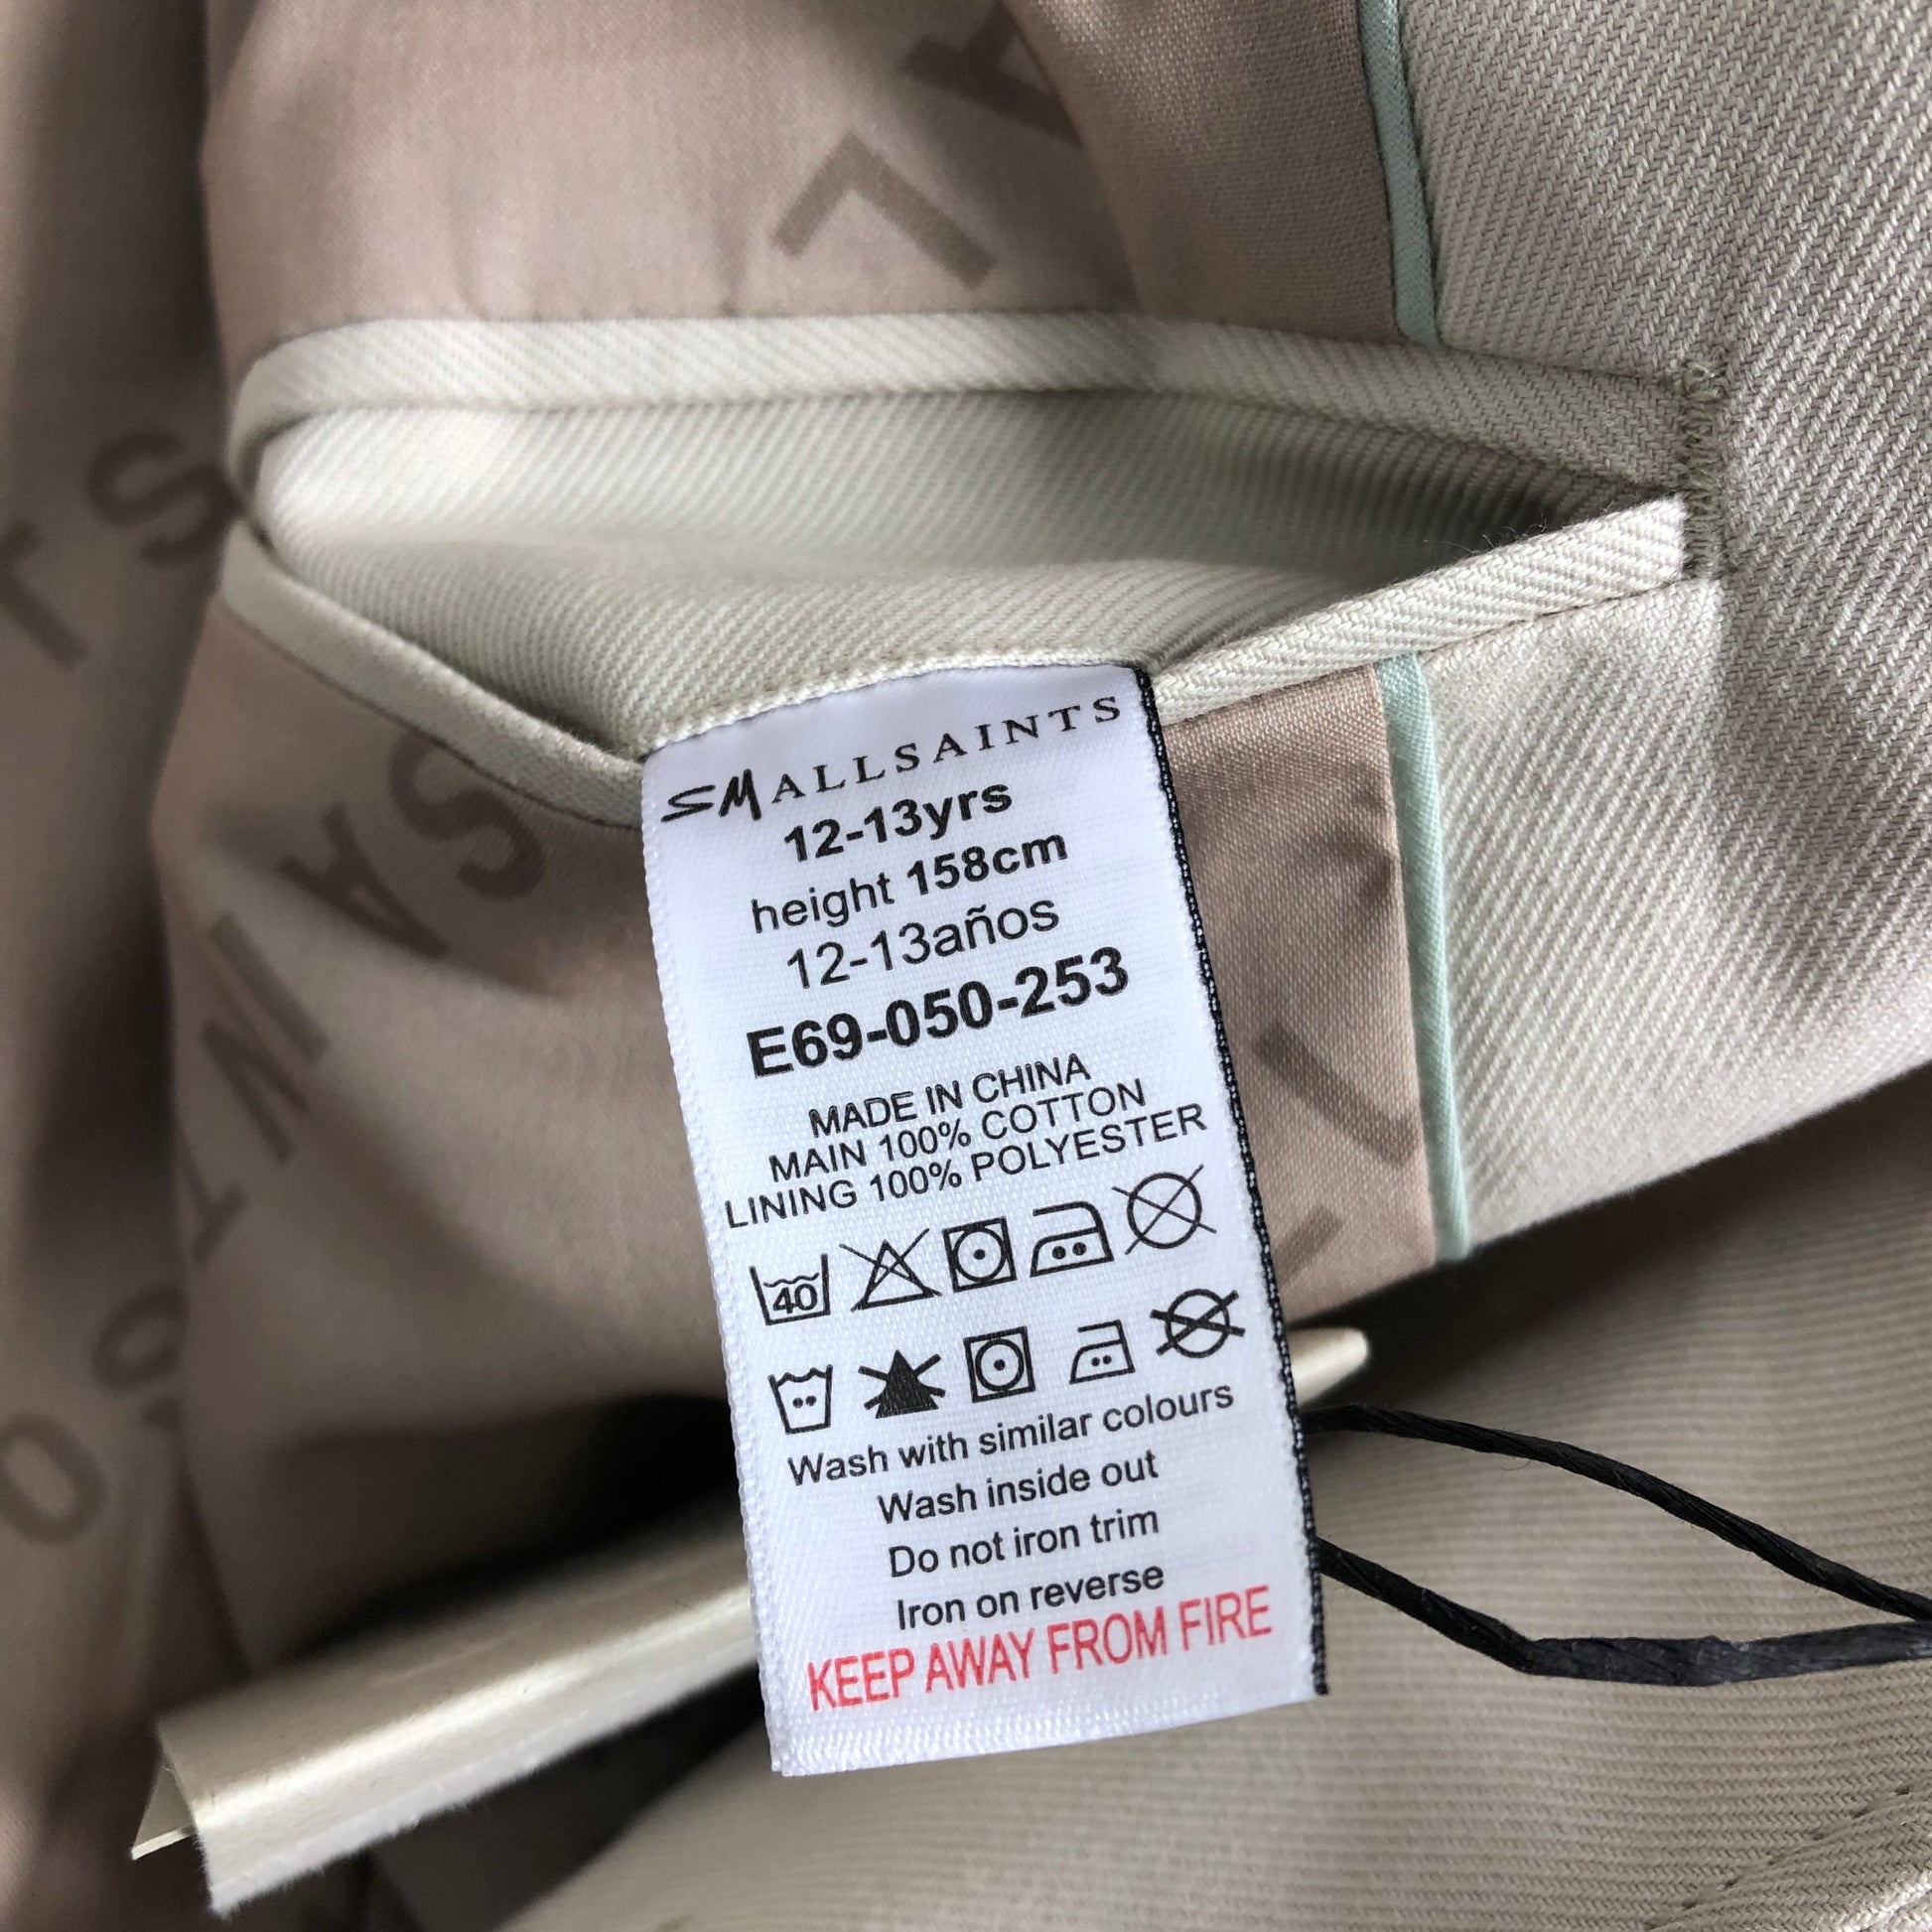 SMALLSAINTS
12-13yrs
height 158cm
12-13años
E69-050-253
MADE IN CHINA
MAIN 100% COTTON
LINING 100% POLYESTER
40
Wash with similar colours
Wash inside out
Do not iron trim
Iron on reverse
KEEP AWAY FROM FIRE